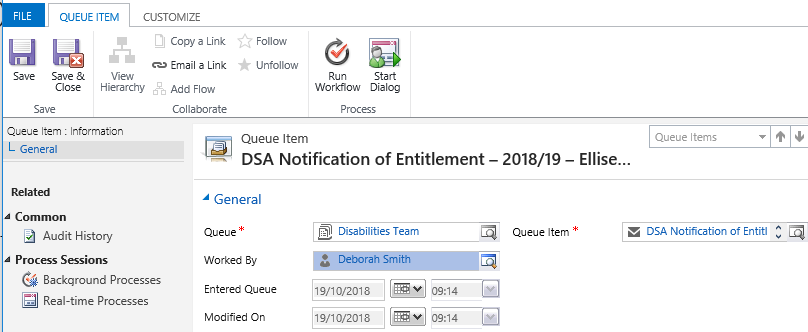 FILE QUEUE ITEM CUSTOMIZE
Save
Save & Close
View Hierarchy
Copy a Link
Email a Link
Add Flow
Follow
Unfollow
Run Workflow
Start Dialog
Save
Collaborate
Process
Queue Item : Information
General
Related
Common
Audit History
Process Sessions
Background Processes
Real-time Processes
Queue Item
DSA Notification of Entitlement – 2018/19 – Ellise...
Queue Items
General
Queue * Disabilities Team
Queue Item * DSA Notification of Entitl
Worked By Deborah Smith
Entered Queue 19/10/2018 09:14
Modified On 19/10/2018 09:14